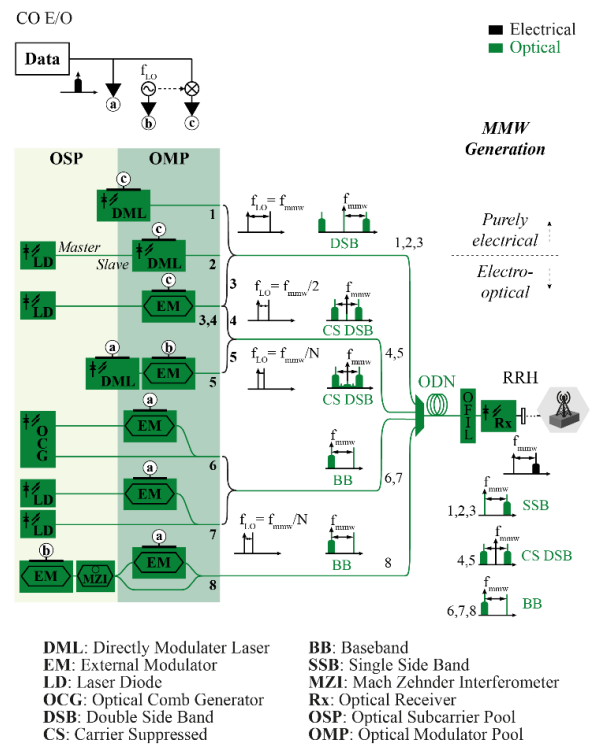 CO E/O
Electrical
Optical
Data
fLO
a
b
c
MMW
Generation
OSP
OMP
c
DML
1
fLO= fmmw
fmmw
DSB
1,2,3
Purely
electrical
Master
LD
Slave
c
DML
2
Electro-
optical
3
c
LD
EM
3,4
fLO= fmmw/2
fmmw
CS DSB
4
a
b
DML
EM
5
5
fLO= fmmw/N
fmmw
CS DSB
4,5
ODN
OFIL
Rx
RRH
a
OCG
EM
6
fmmw
BB
6,7
fmmw
a
LD
EM
LD
7
fmmw
1,2,3
SSB
fLO= fmmw/N
fmmw
BB
fmmw
4,5
CS DSB
b
EM
MZI
a
EM
8
8
fmmw
6,7,8
BB
DML: Directly Modulater Laser
EM: External Modulator
LD: Laser Diode
OCG: Optical Comb Generator
DSB: Double Side Band
CS: Carrier Suppressed
BB: Baseband
SSB: Single Side Band
MZI: Mach Zehnder Interferometer
Rx: Optical Receiver
OSP: Optical Subcarrier Pool
OMP: Optical Modulator Pool